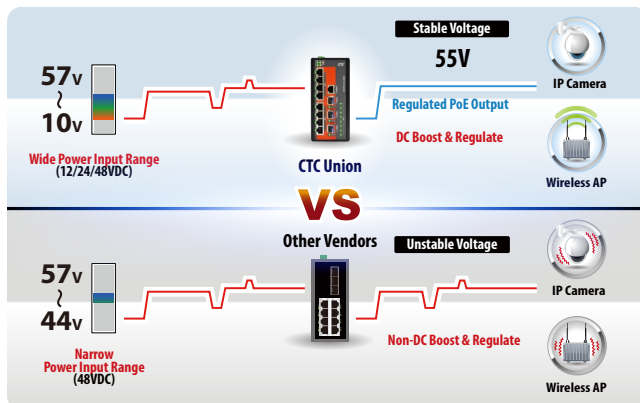 Stable Voltage
57v
55V
~
IP Camera
10v
Regulated PoE Output
DC Boost & Regulate
Wide Power Input Range
(12/24/48VDC)
CTC Union
Wireless AP
VS
Other Vendors
Unstable Voltage
57v
~
IP Camera
44v
Non-DC Boost & Regulate
Narrow
Power Input Range
(48VDC)
Wireless AP